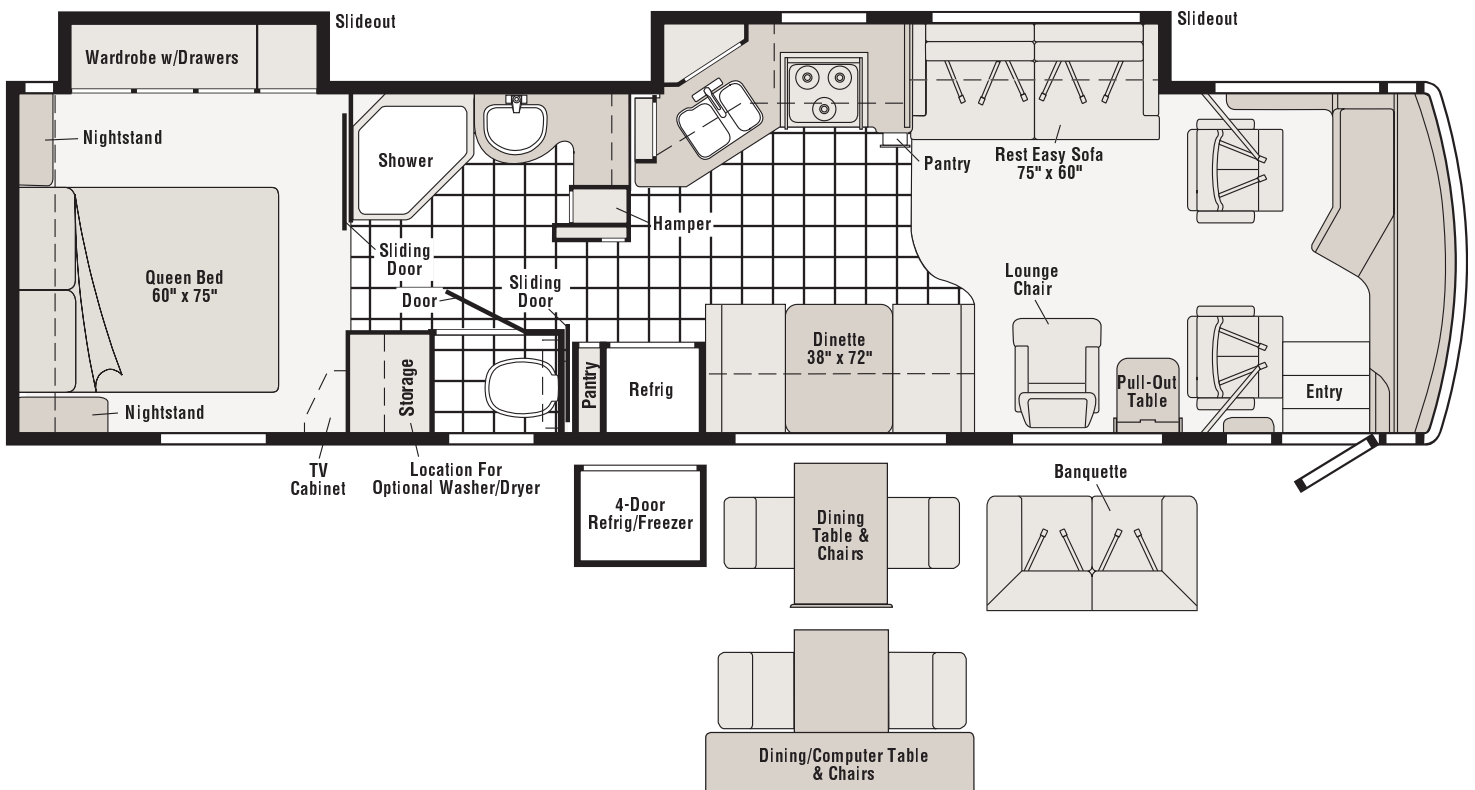 Slideout
Slideout
Wardrobe w/Drawers
Nightstand
Shower
Pantry
Rest Easy Sofa
75" x 60"
Hamper
Sliding
Door
Queen Bed
60" x 75"
Door
Sliding
Door
Lounge
Chair
Dinette
38" x 72"
Storage
Pantry
Refrig
Pull-Out
Table
Entry
Nightstand
TV
Cabinet
Location For
Optional Washer/Dryer
4-Door
Refrig/Freezer
Dining
Table &
Chairs
Banquette
Dining/Computer Table
& Chairs